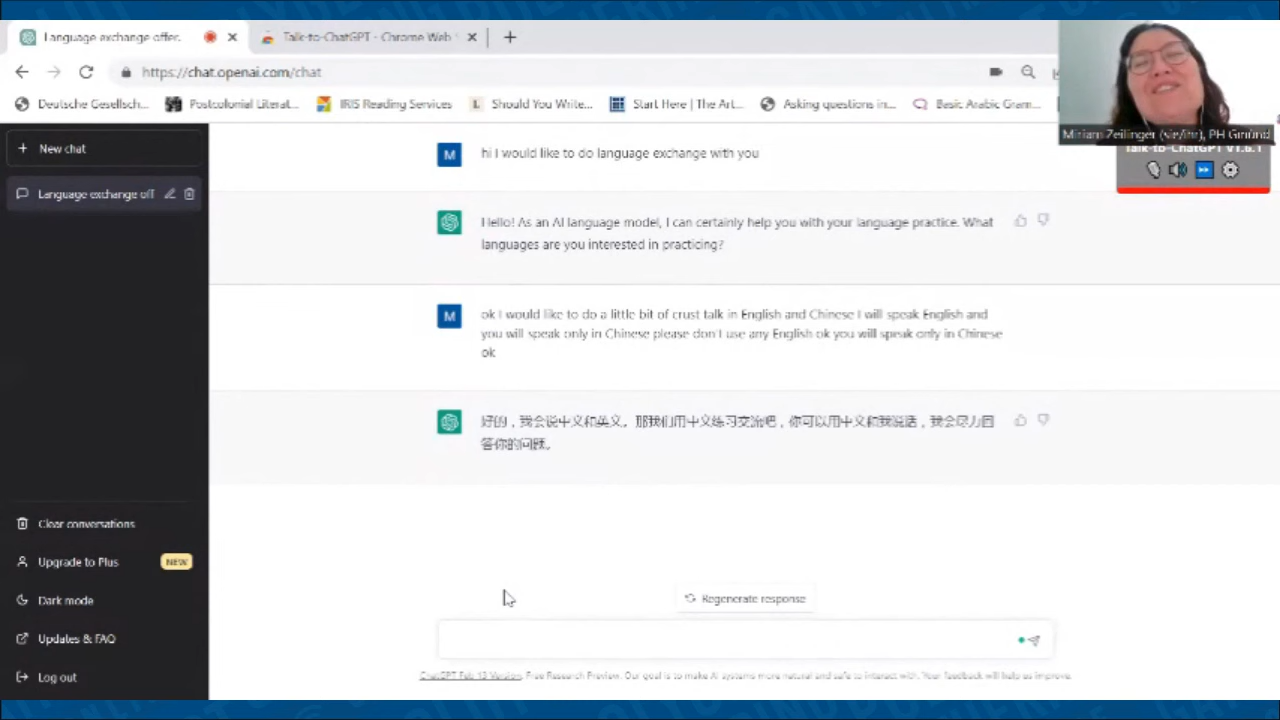 Language exchange offer.
Talk-to-ChatGPT - Chrome Web
https://chat.openai.com/chat
Deutsche Gesellsch...
Postcolonial Literat...
IRIS Reading Services
Should You Write...
Start Here | The Art...
Asking questions in...
Basic Arabic Gram...
Miriam Zeilinger (sie/ihr), PH Gmünd
Talk-to-ChatGPT V1.6.1
New chat
Language exchange off
M
hi I would like to do language exchange with you
Hello! As an AI language model, I can certainly help you with your language practice. What
languages are you interested in practicing?
M
ok I would like to do a little bit of crust talk in English and Chinese I will speak English and
you will speak only in Chinese please don't use any English ok you will speak only in Chinese
ok
好的，我会说中文和英文。那我们用中文练习交流吧，你可以用中文和我说话，我会尽力回
答你的问题。
Clear conversations
Upgrade to Plus
NEW
Dark mode
Updates & FAQ
Log out
Regenerate response
ChatGPT Feb 13 Version. Free Research Preview. Our goal is to make AI systems more natural and safe to interact with. Your feedback will help us improve.